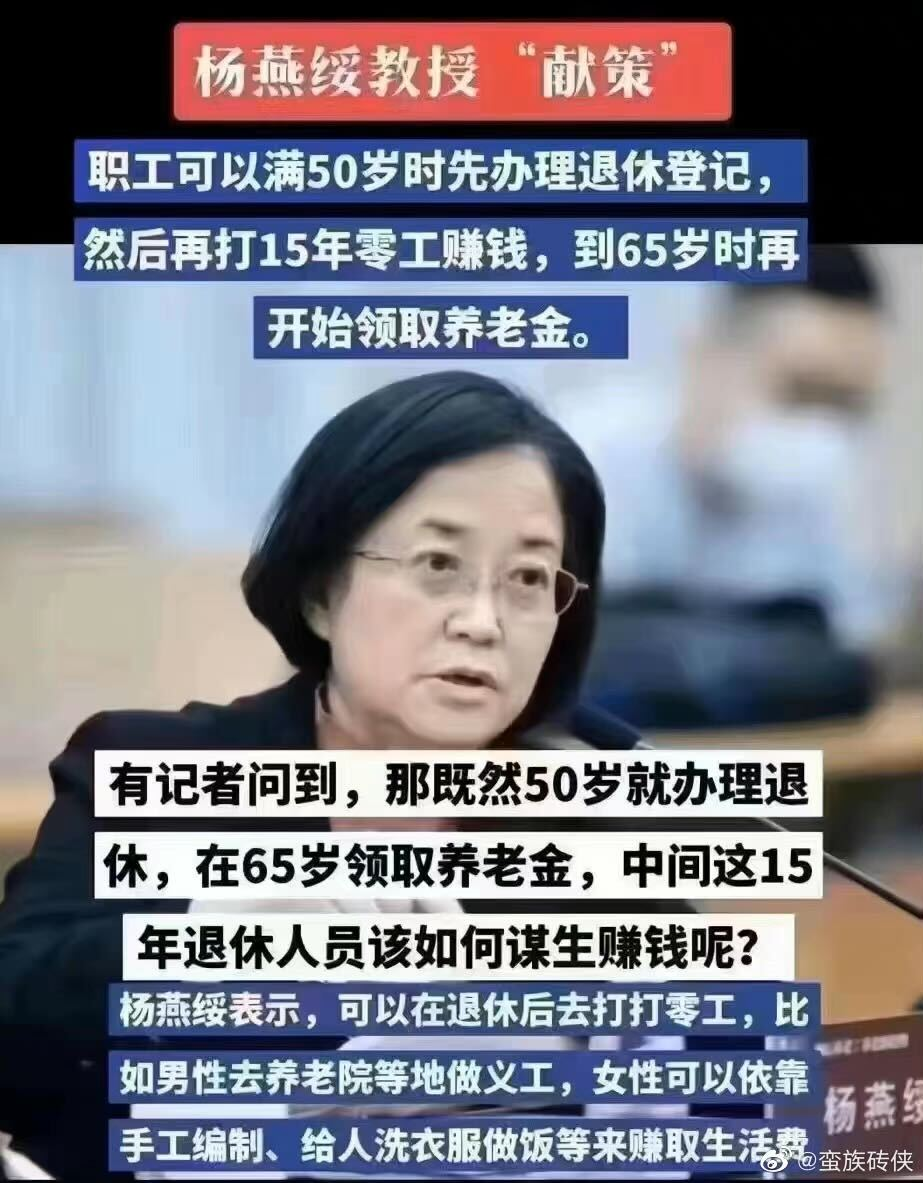 杨燕绥教授“献策”
职工可以满50岁时先办理退休登记，
然后再打15年零工赚钱，到65岁时再
开始领取养老金。
有记者问到，那既然50岁就办理退
休，在65岁领取养老金，中间这15
年退休人员该如何谋生赚钱呢？
杨燕绥表示，可以在退休后去打打零工，比
如男性去养老院等地做义工，女性可以依靠
手工编制、给人洗衣服做饭等来赚取生活费
杨燕绥
@蛮族砖侠